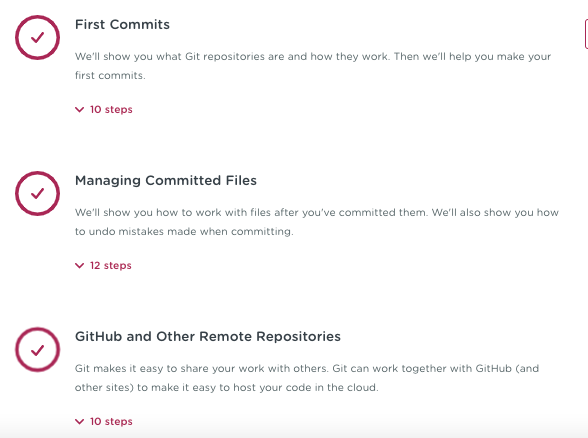 First Commits
We'll show you what Git repositories are and how they work. Then we'll help you make your
first commits.
10 steps
Managing Committed Files
We'll show you how to work with files after you've committed them. We'll also show you how
to undo mistakes made when committing.
12 steps
GitHub and Other Remote Repositories
Git makes it easy to share your work with others. Git can work together with GitHub (and
other sites) to make it easy to host your code in the cloud.
10 steps